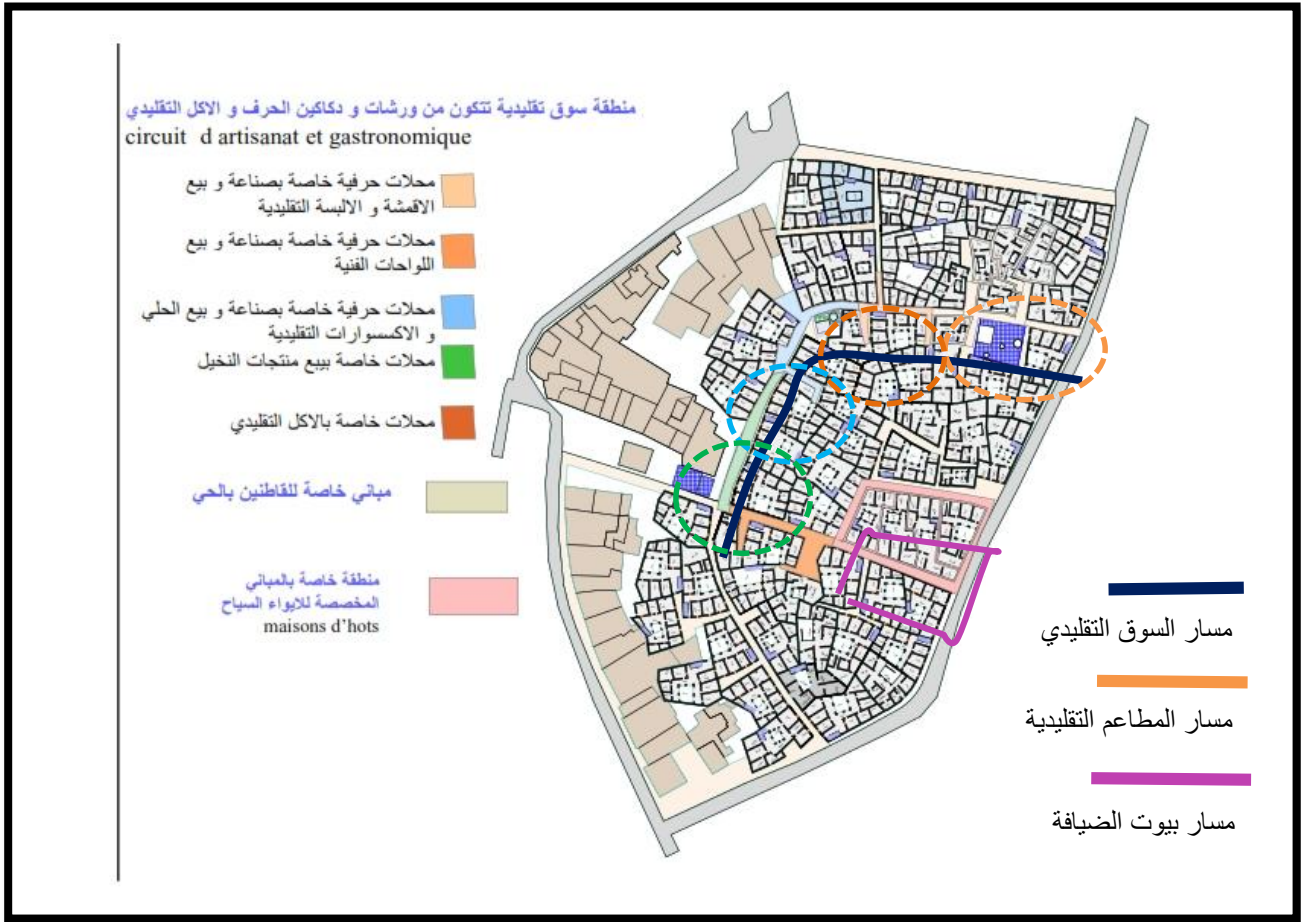 منطقة سوق تقليدية تتكون من ورشات و دكاكين الحرف و الاكل التقليدي
circuit d artisanat et gastronomique
محلات حرفية خاصة بصناعة و بيع
الاقمشة و الالبسة التقليدية
محلات حرفية خاصة بصناعة و بيع
اللواحات الفنية
محلات حرفية خاصة بصناعة و بيع الحلي
و الاكسسوارات التقليدية
محلات خاصة ببيع منتجات النخيل
محلات خاصة بالاكل التقليدي
مباني خاصة للقاطنين بالحي
منطقة خاصة بالمباني
المخصصة للايواء السياح
maisons d'hots
مسار السوق التقليدي
مسار المطاعم التقليدية
مسار بيوت الضيافة